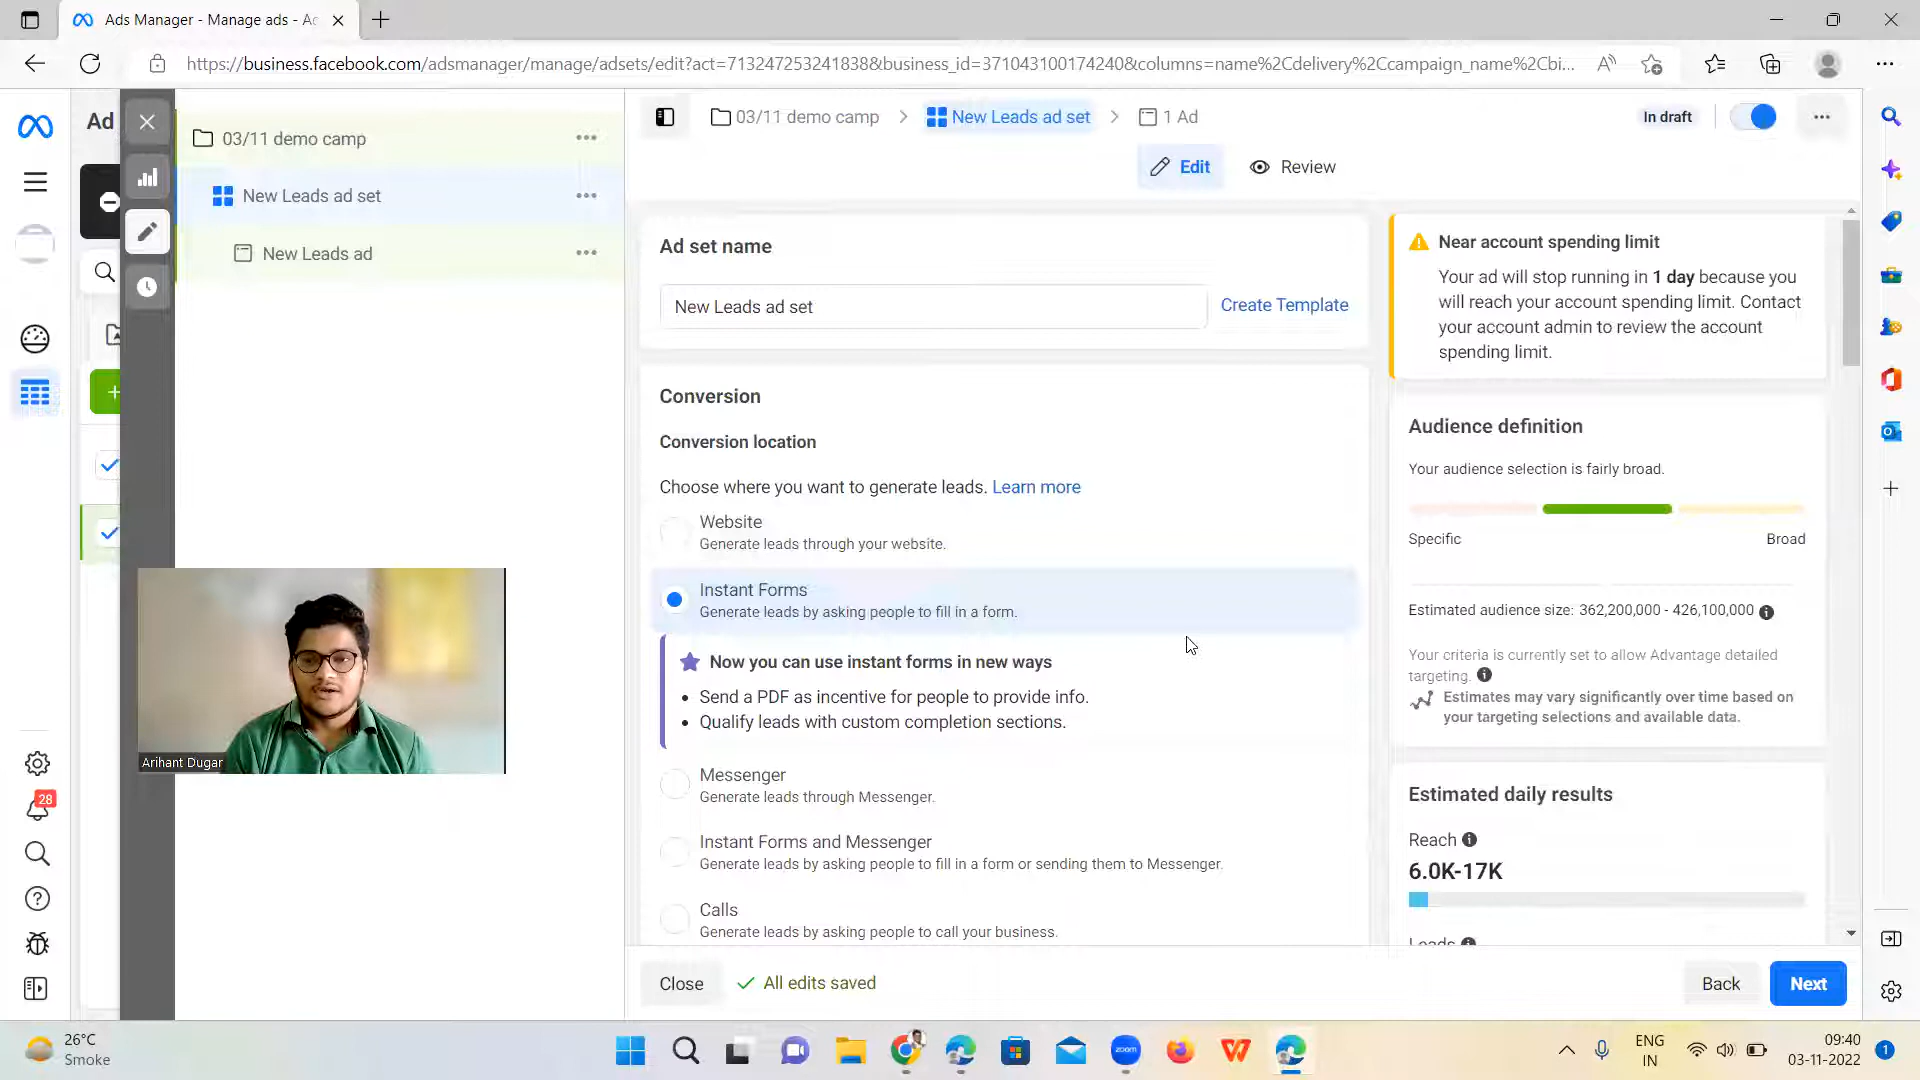 Ads Manager - Manage ads - Ac
https://business.facebook.com/adsmanager/manage/adsets/edit?act=713247253241838&business_id=371043100174240&columns=name%2Cdelivery%2Ccampaign_name%2Cbi...
Ad
03/11 demo camp
New Leads ad set
New Leads ad
03/11 demo camp
New Leads ad set
1 Ad
In draft
Edit
Review
Ad set name
New Leads ad set
Create Template
Conversion
Conversion location
Choose where you want to generate leads. Learn more
Website
Generate leads through your website.
Instant Forms
Generate leads by asking people to fill in a form.
Now you can use instant forms in new ways
• Send a PDF as incentive for people to provide info.
• Qualify leads with custom completion sections.
Messenger
Generate leads through Messenger.
Instant Forms and Messenger
Generate leads by asking people to fill in a form or sending them to Messenger.
Calls
Generate leads by asking people to call your business.
Near account spending limit
Your ad will stop running in 1 day because you
will reach your account spending limit. Contact
your account admin to review the account
spending limit.
Audience definition
Your audience selection is fairly broad.
Specific
Broad
Estimated audience size: 362,200,000 - 426,100,000
Your criteria is currently set to allow Advantage detailed
targeting.
Estimates may vary significantly over time based on
your targeting selections and available data.
Estimated daily results
Reach
6.0K-17K
Leads
Arihant Dugar
28
Close
All edits saved
Back
Next
26°C
Smoke
zoom
ENG
IN
09:40
03-11-2022
1